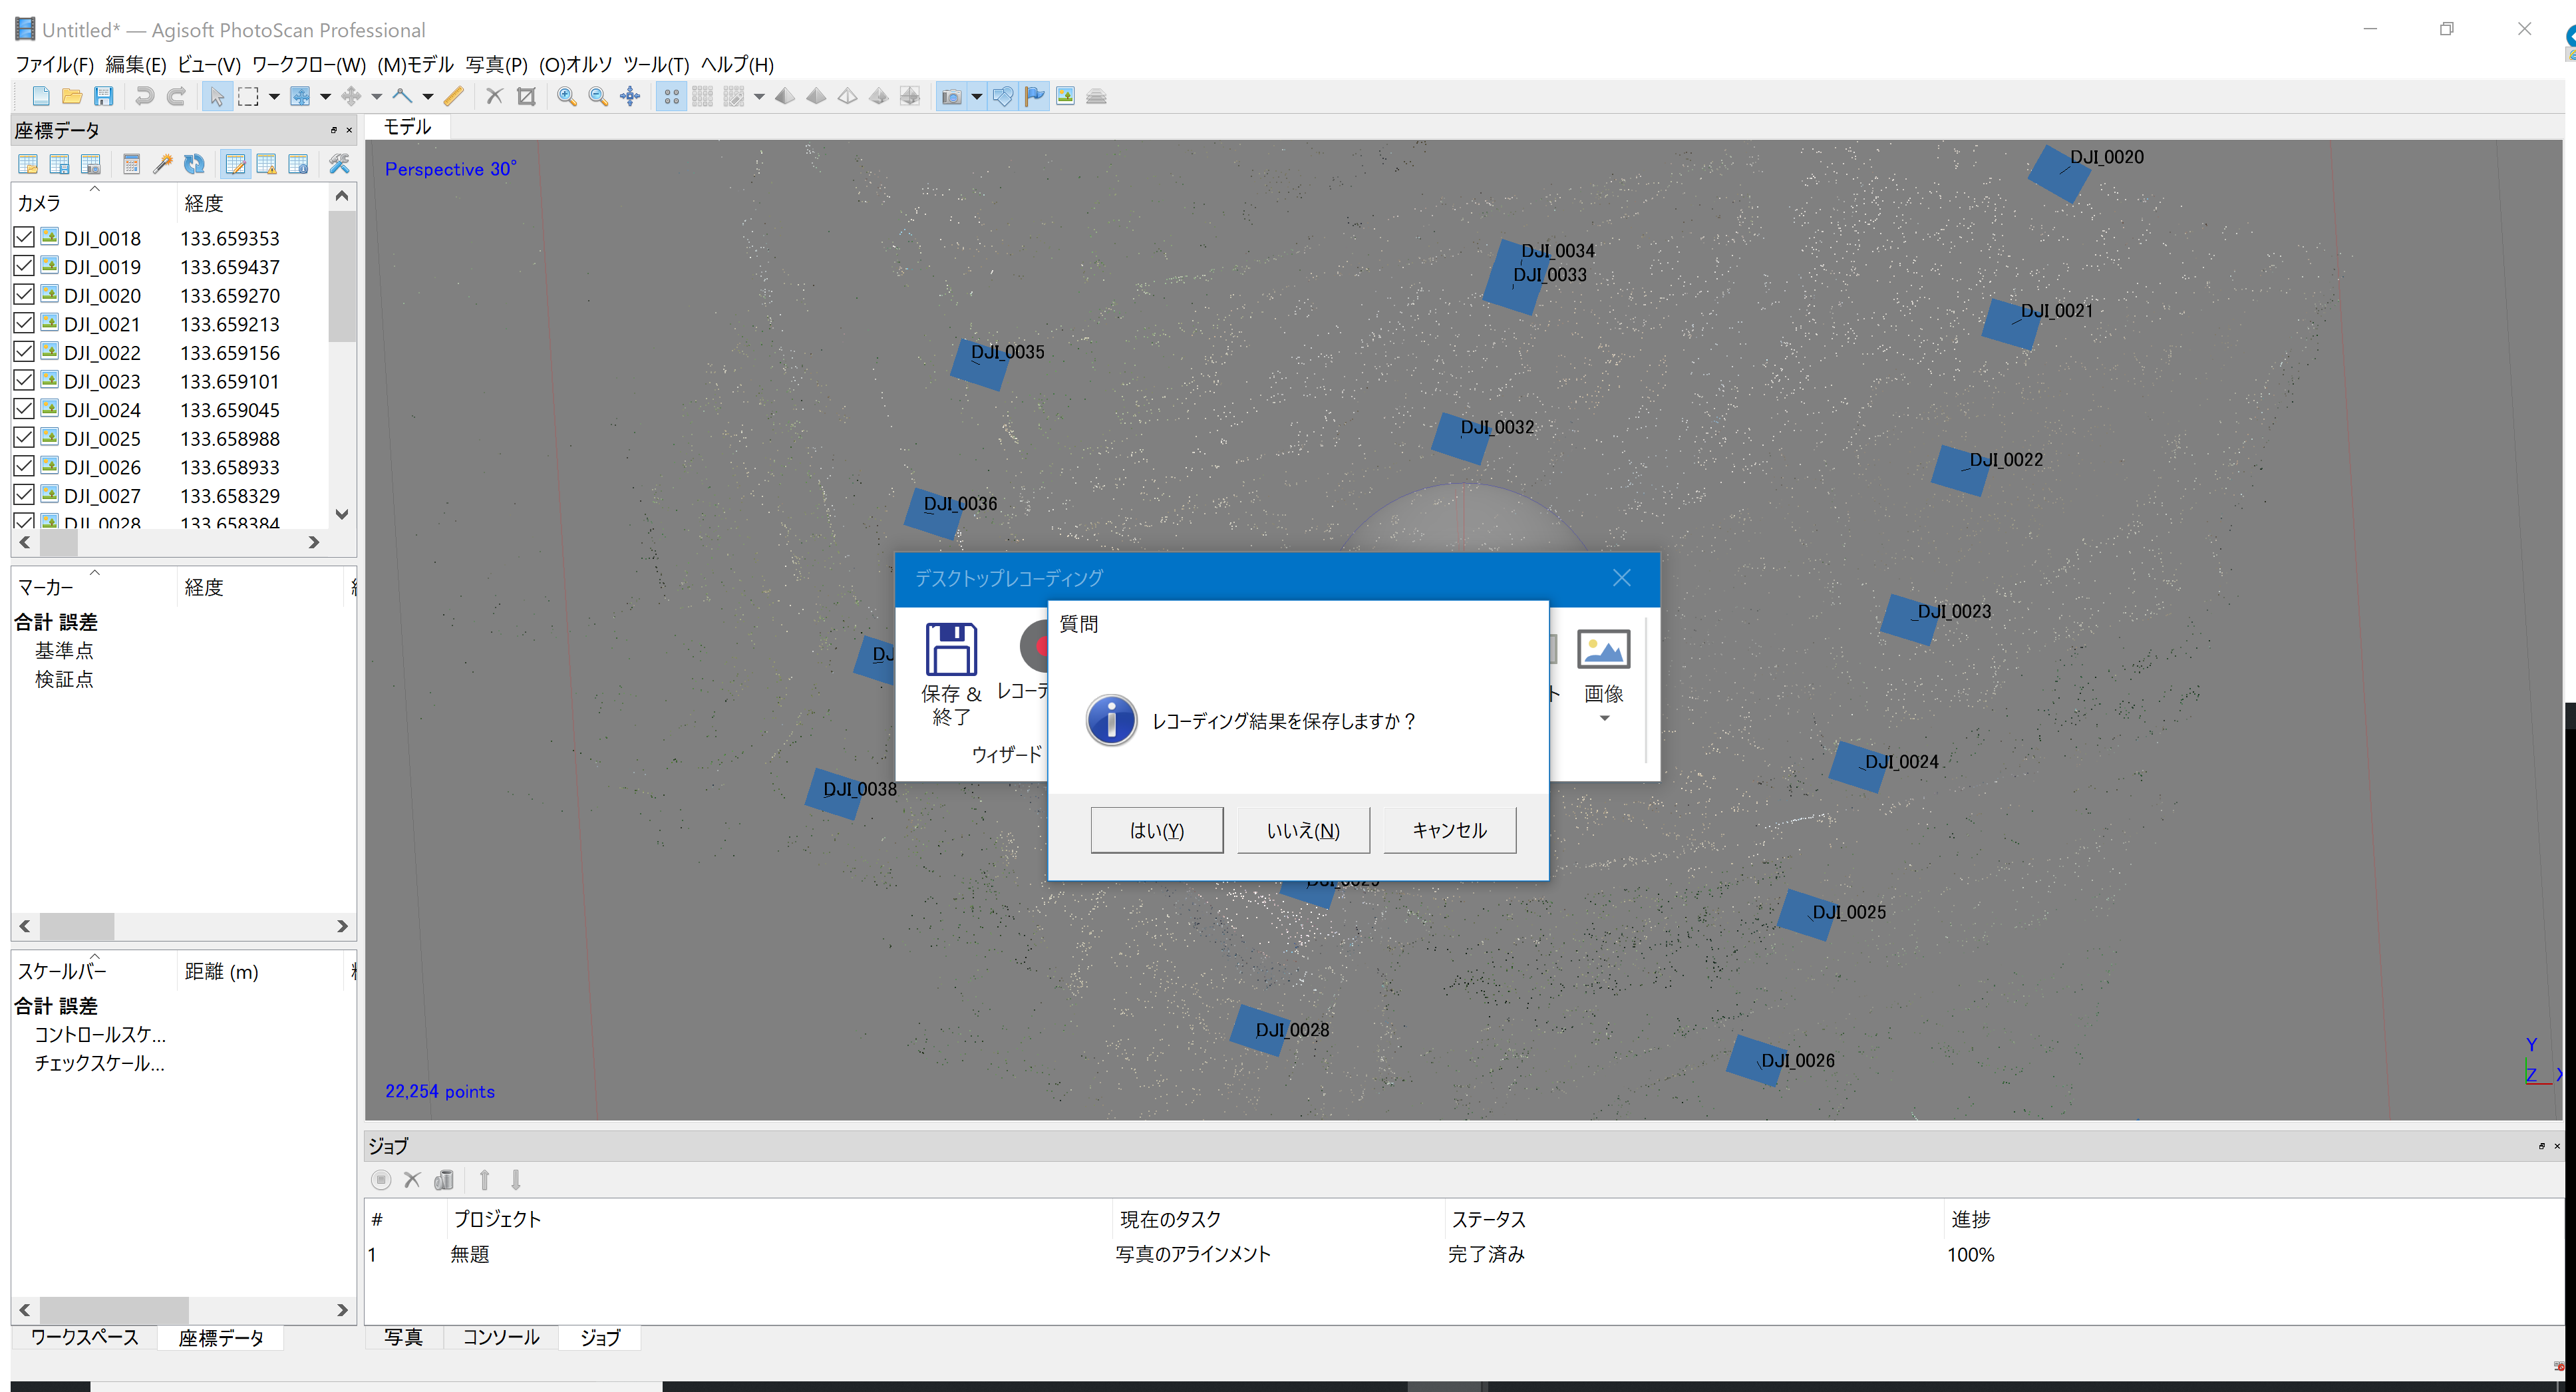 Untitled* — Agisoft PhotoScan Professional
ファイル(F) 編集(E) ビュー(V) ワークフロー(W) (M)モデル 写真(P) (O)オルソ ツール(T) ヘルプ(H)
座標データ
カメラ 経度
DJI_0018 133.659353
DJI_0019 133.659437
DJI_0020 133.659270
DJI_0021 133.659213
DJI_0022 133.659156
DJI_0023 133.659101
DJI_0024 133.659045
DJI_0025 133.658988
DJI_0026 133.658933
DJI_0027 133.658329
DJI_0028 133.658384
マーカー 経度
合計 誤差
基準点
検証点
スケールバー 距離 (m)
合計 誤差
コントロールスケ...
チェックスケール...
ワークスペース 座標データ
モデル
Perspective 30°
DJI_0020
DJI_0034
DJI_0033
DJI_0021
DJI_0035
DJI_0032
DJI_0022
DJI_0036
DJI_0023
DJI_0024
DJI_0038
DJI_0029
DJI_0025
DJI_0028
DJI_0026
22,254 points
Y
Z X
デスクトップレコーディング
保存 &
終了
レコーデ
ウィザード
ト
画像
質問
レコーディング結果を保存しますか？
はい(Y) いいえ(N) キャンセル
ジョブ
# プロジェクト 現在のタスク ステータス 進捗
1 無題 写真のアラインメント 完了済み 100%
写真 コンソール ジョブ